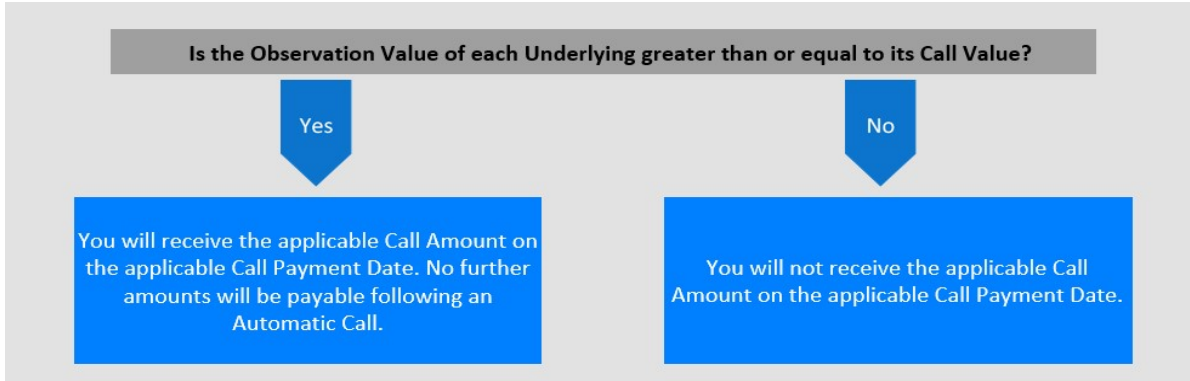 Is the Observation Value of each Underlying greater than or equal to its Call Value?
Yes
No
You will receive the applicable Call Amount on
the applicable Call Payment Date. No further
amounts will be payable following an
Automatic Call.
You will not receive the applicable Call
Amount on the applicable Call Payment Date.